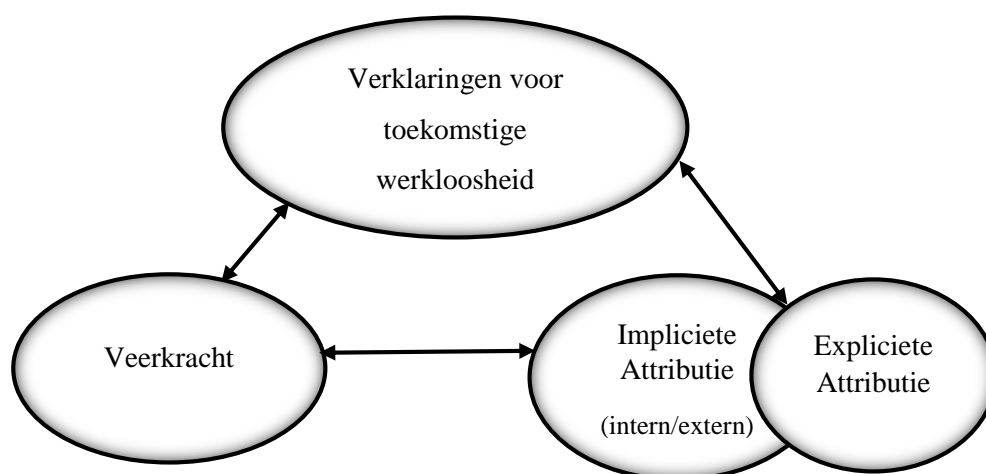 Verklaringen voor
toekomstige
werkloosheid
Veerkracht
Impliciete
Attributie
(intern/extern)
Expliciete
Attributie